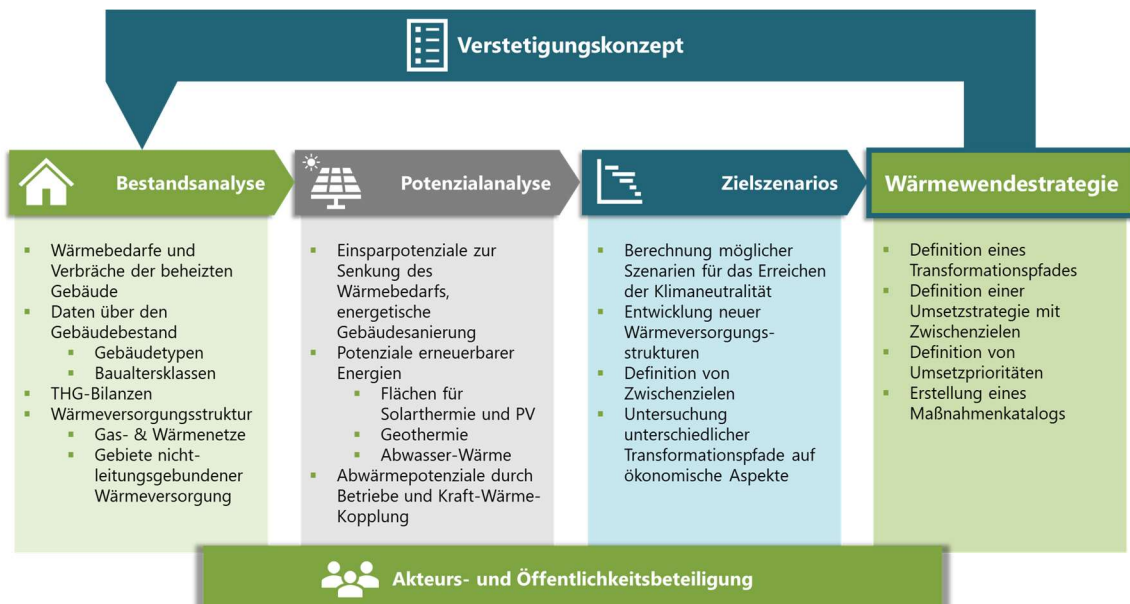 Verstetigungskonzept
Bestandsanalyse
▪ Wärmebedarfe und
Verbräche der beheizten
Gebäude
▪ Daten über den
Gebäudebestand
▪ Gebäudetypen
▪ Baualtersklassen
▪ THG-Bilanzen
▪ Wärmeversorgungsstruktur
▪ Gas- & Wärmenetze
▪ Gebiete nicht-
leitungsgebundener
Wärmeversorgung
Potenzialanalyse
▪ Einsparpotenziale zur
Senkung des
Wärmebedarfs,
energetische
Gebäudesanierung
▪ Potenziale erneuerbarer
Energien
▪ Flächen für
Solarthermie und PV
▪ Geothermie
▪ Abwasser-Wärme
▪ Abwärmepotenziale durch
Betriebe und Kraft-Wärme-
Kopplung
Zielszenarios
▪ Berechnung möglicher
Szenarien für das Erreichen
der Klimaneutralität
▪ Entwicklung neuer
Wärmeversorgungs-
strukturen
▪ Definition von
Zwischenzielen
▪ Untersuchung
unterschiedlicher
Transformationspfade auf
ökonomische Aspekte
Wärmewendestrategie
▪ Definition eines
Transformationspfades
▪ Definition einer
Umsetzstrategie mit
Zwischenzielen
▪ Definition von
Umsetzprioritäten
▪ Erstellung eines
Maßnahmenkatalogs
Akteurs- und Öffentlichkeitsbeteiligung